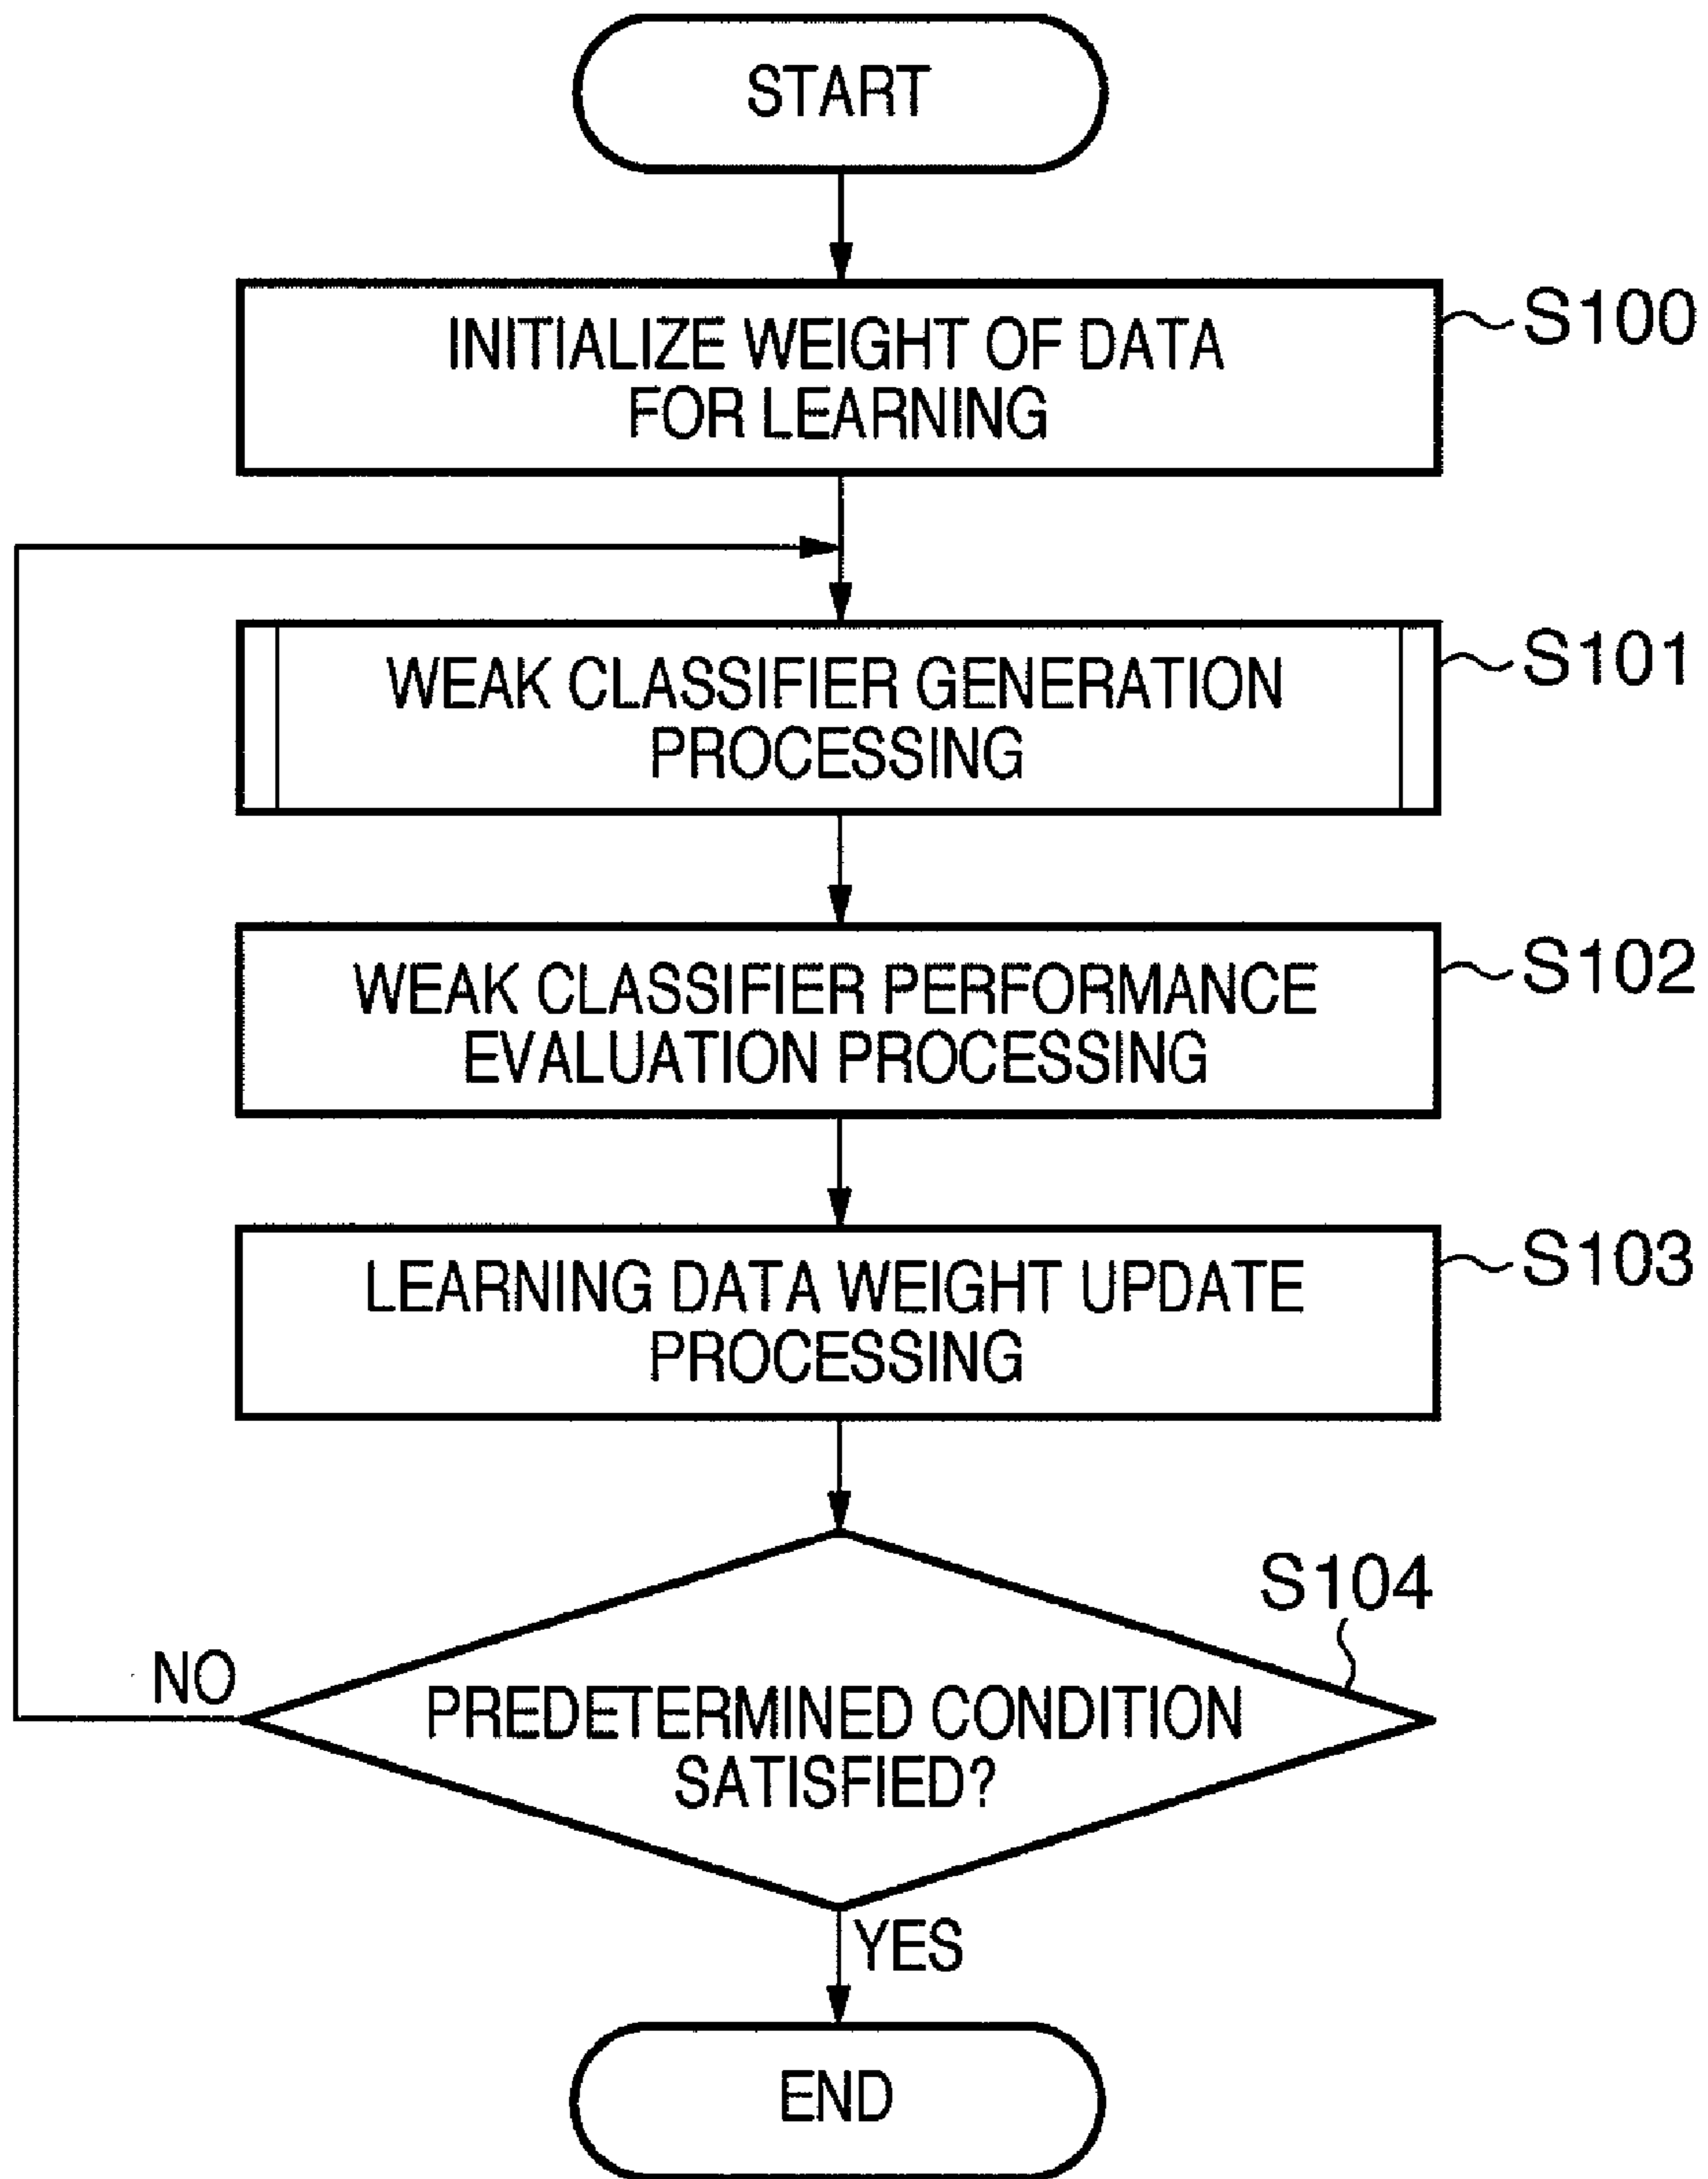 START
INITIALIZE WEIGHT OF DATA
FOR LEARNING
S100
WEAK CLASSIFIER GENERATION
PROCESSING
S101
WEAK CLASSIFIER PERFORMANCE
EVALUATION PROCESSING
S102
LEARNING DATA WEIGHT UPDATE
PROCESSING
S103
S104
NO
PREDETERMINED CONDITION
SATISFIED?
YES
END